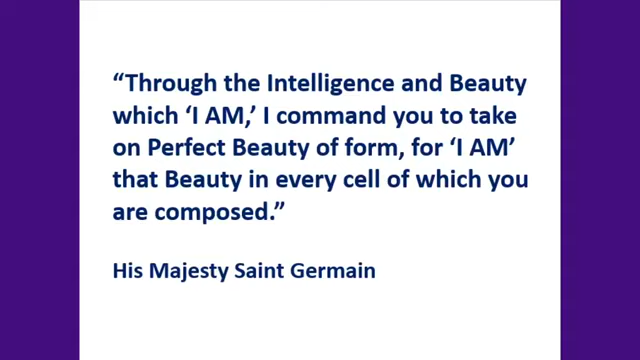 “Through the Intelligence and Beauty
which ‘I AM,’ I command you to take
on Perfect Beauty of form, for ‘I AM’
that Beauty in every cell of which you
are composed.”
His Majesty Saint Germain